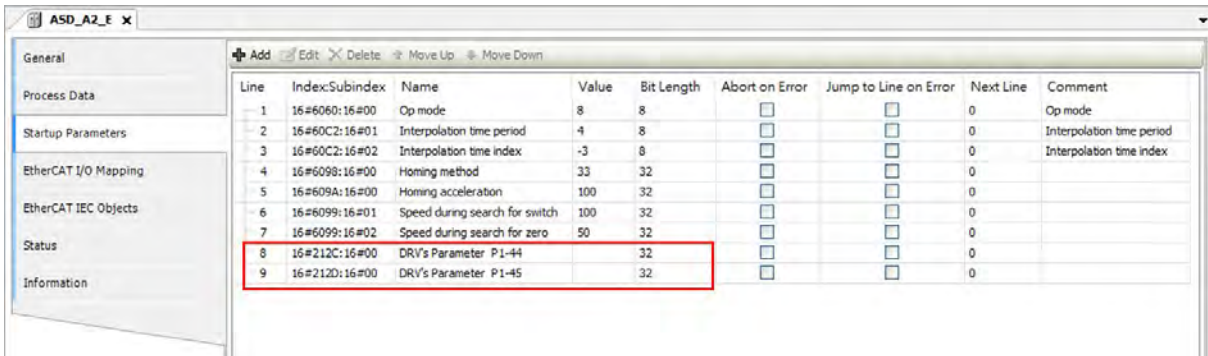 ASD_A2_E X
General
Process Data
Startup Parameters
EtherCAT I/O Mapping
EtherCAT IEC Objects
Status
Information
Add Edit Delete Move Up Move Down
Line Index:Subindex Name Value Bit Length Abort on Error Jump to Line on Error Next Line Comment
1 16#6060:16#00 Op mode 8 8 0 Op mode
2 16#60C2:16#01 Interpolation time period 4 8 0 Interpolation time period
3 16#60C2:16#02 Interpolation time index -3 8 0 Interpolation time index
4 16#6098:16#00 Homing method 33 32 0
5 16#609A:16#00 Homing acceleration 100 32 0
6 16#6099:16#01 Speed during search for switch 100 32 0
7 16#6099:16#02 Speed during search for zero 50 32 0
8 16#212C:16#00 DRV's Parameter P1-44 32 0
9 16#212D:16#00 DRV's Parameter P1-45 32 0